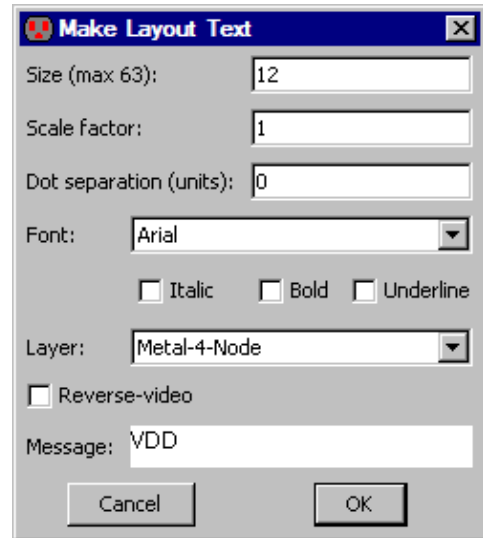 Make Layout Text
Size (max 63): 12
Scale factor: 1
Dot separation (units): 0
Font: Arial
Italic Bold Underline
Layer: Metal-4-Node
Reverse-video
Message: VDD
Cancel OK